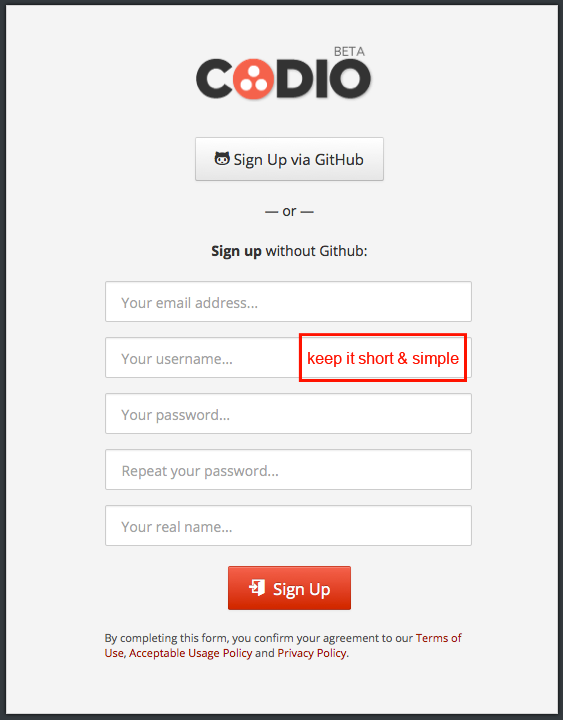 BETA
CODIO
Sign Up via GitHub
— or —
Sign up without Github:
Your email address...
Your username...
keep it short & simple
Your password...
Repeat your password...
Your real name...
Sign Up
By completing this form, you confirm your agreement to our Terms of
Use, Acceptable Usage Policy and Privacy Policy.